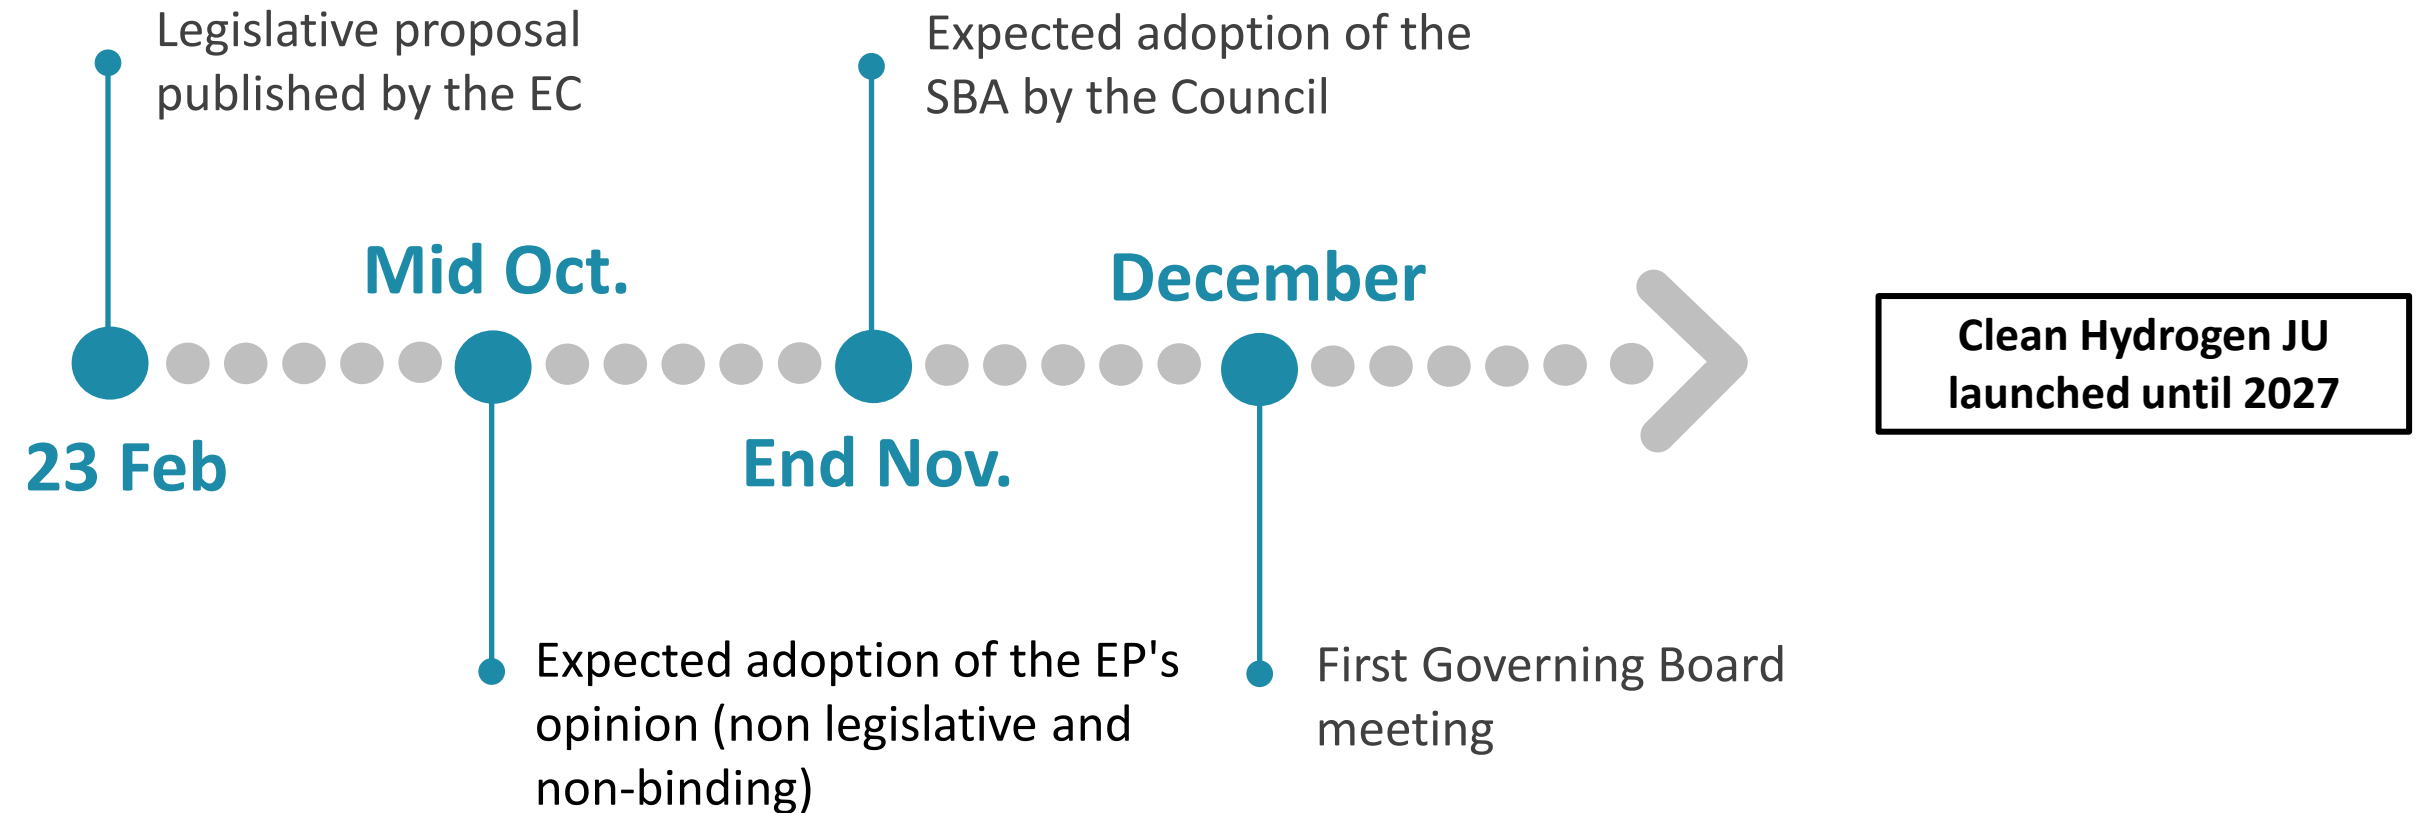 Legislative proposal
published by the EC
Expected adoption of the
SBA by the Council
Mid Oct.
December
Clean Hydrogen JU
launched until 2027
23 Feb
End Nov.
Expected adoption of the EP's
opinion (non legislative and
non-binding)
First Governing Board
meeting